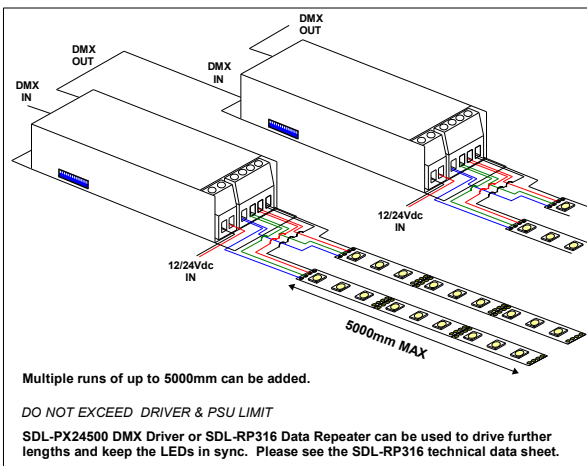 DMX
OUT
DMX
OUT
DMX
IN
DMX
IN
12/24Vdc
IN
12/24Vdc
IN
5000mm MAX
Multiple runs of up to 5000mm can be added.
DO NOT EXCEED DRIVER & PSU LIMIT
SDL-PX24500 DMX Driver or SDL-RP316 Data Repeater can be used to drive further
lengths and keep the LEDs in sync. Please see the SDL-RP316 technical data sheet.